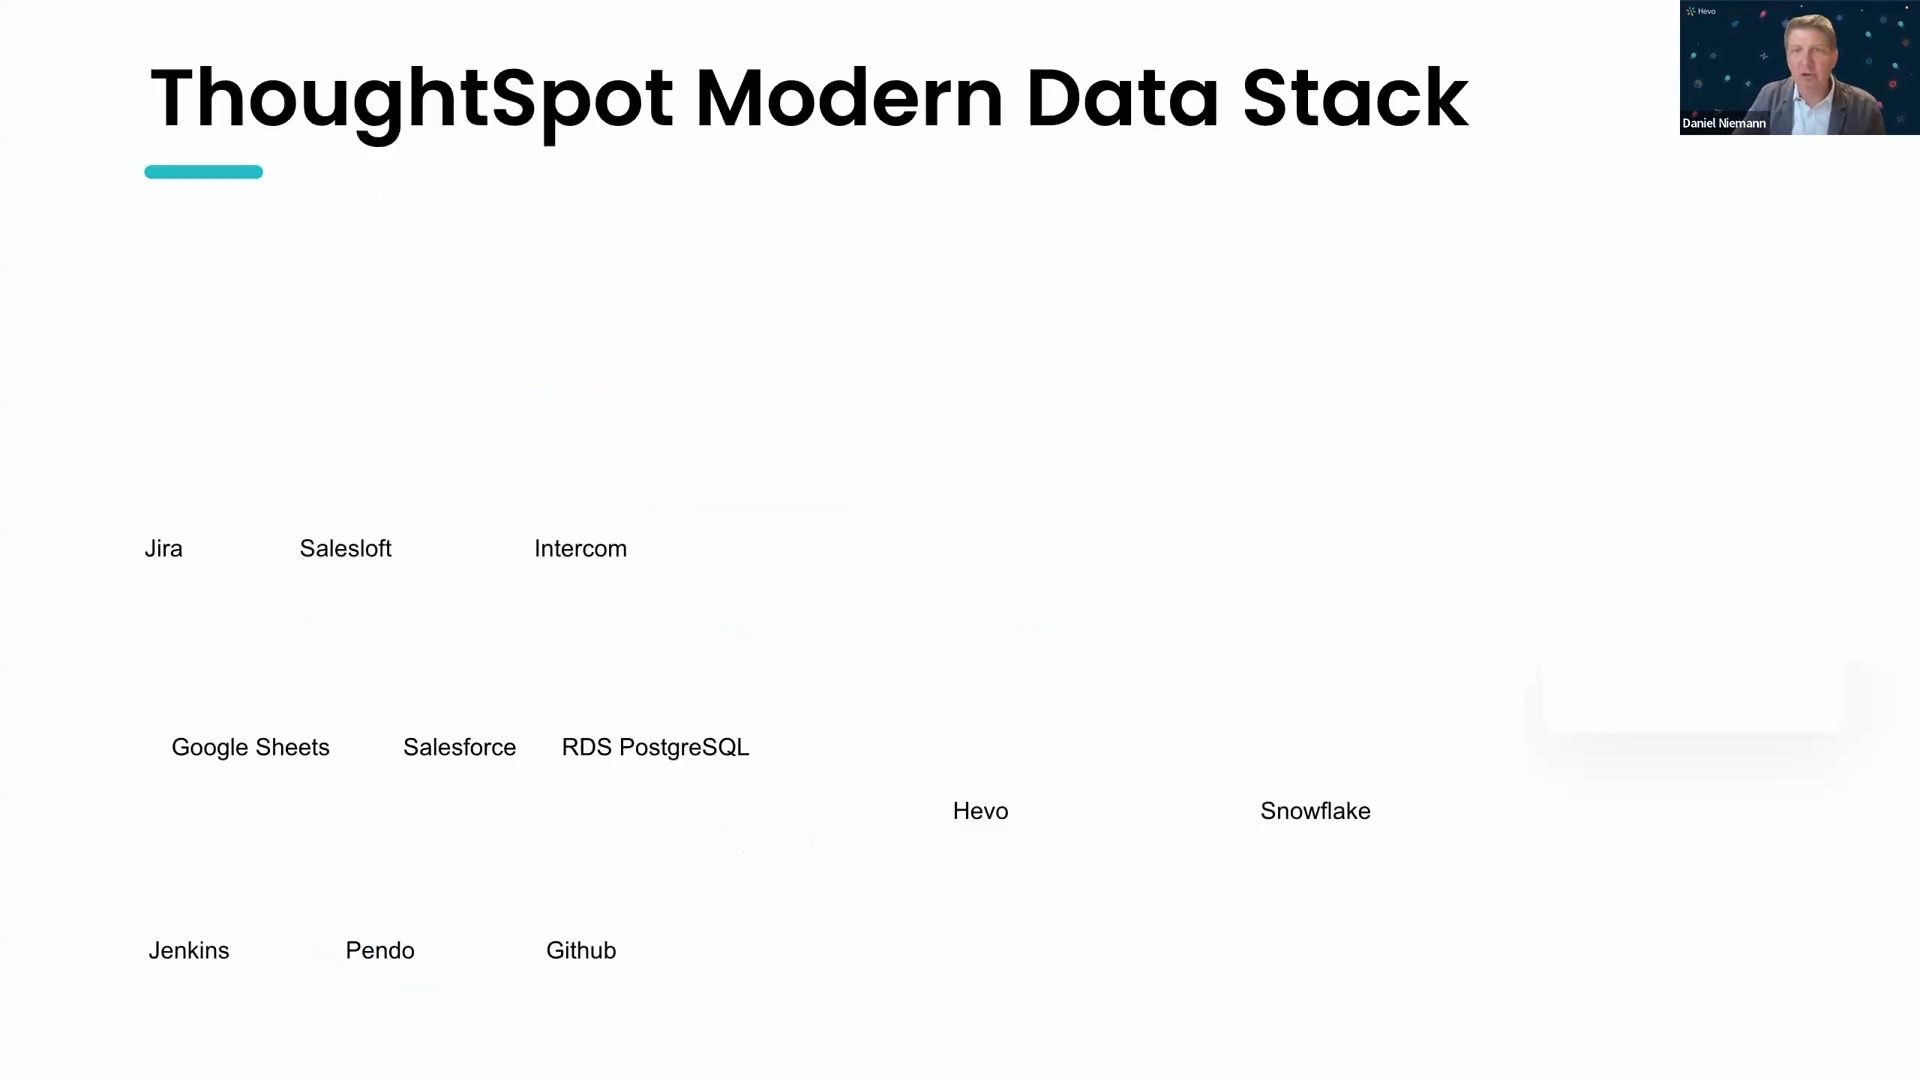 ThoughtSpot Modern Data Stack
Hevo
Daniel Niemann
Jira Salesloft Intercom
Google Sheets Salesforce RDS PostgreSQL
Hevo Snowflake
Jenkins Pendo Github